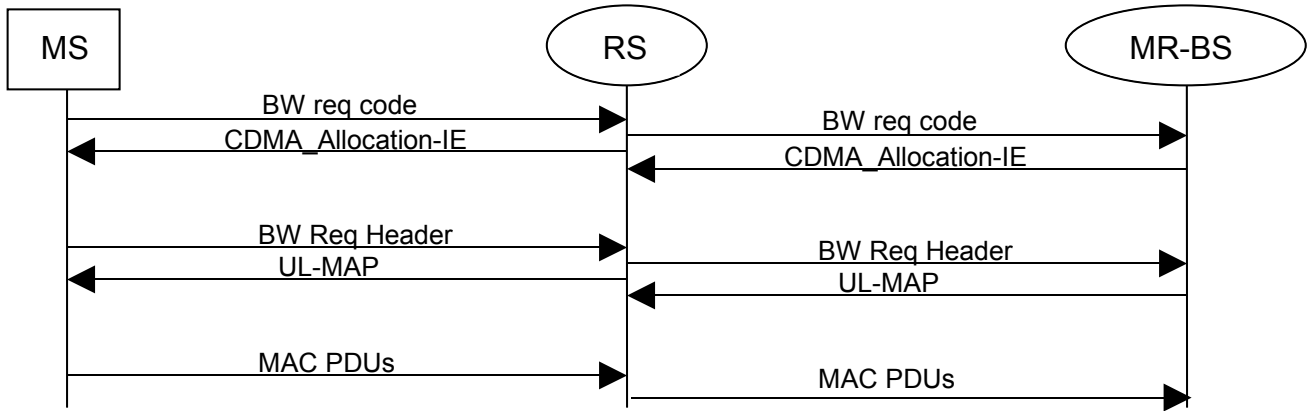 MS
RS
MR-BS
BW req code
BW req code
CDMA_Allocation-IE
CDMA_Allocation-IE
BW Req Header
BW Req Header
UL-MAP
UL-MAP
MAC PDUs
MAC PDUs